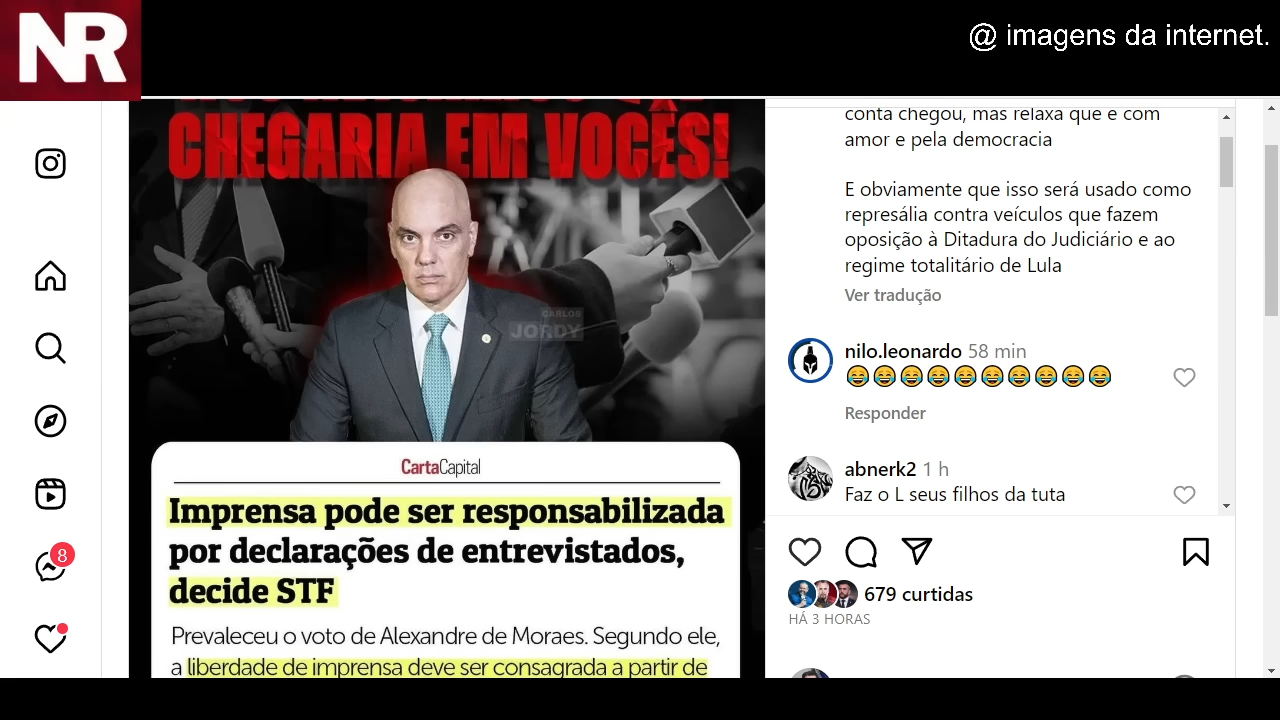 NR
@ imagens da internet.
CHEGARIA EM VOCÊS!
CARLOS
JORDY
CartaCapital
Imprensa pode ser responsabilizada
por declarações de entrevistados,
decide STF
Prevaleceu o voto de Alexandre de Moraes. Segundo ele,
a liberdade de imprensa deve ser consagrada a partir de
conta chegou, mas relaxa que e com
amor e pela democracia
E obviamente que isso será usado como
represália contra veículos que fazem
oposição à Ditadura do Judiciário e ao
regime totalitário de Lula
Ver tradução
nilo.leonardo 58 min
😂😂😂😂😂😂😂😂😂😂
Responder
abnerk2 1 h
Faz o L seus filhos da tuta
8
679 curtidas
HÁ 3 HORAS